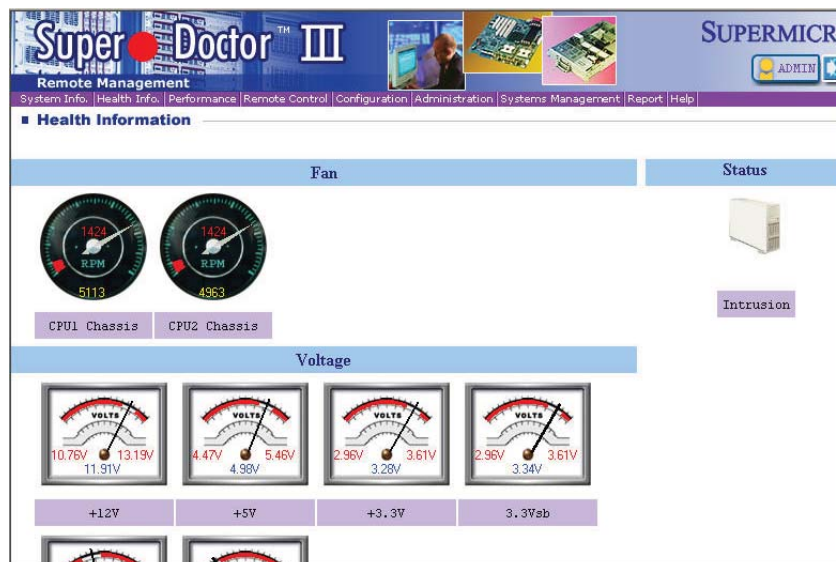 Super Doctor™ III
SUPERMICR
Remote Management
ADMIN
System Info. | Health Info. | Performance | Remote Control | Configuration | Administration | Systems Management | Report | Help
Health Information
Fan
Status
1424
RPM
5113
1424
RPM
4963
CPU1 Chassis
CPU2 Chassis
Intrusion
Voltage
VOLTS
10.76V 13.19V
11.91V
VOLTS
4.47V 5.46V
4.98V
VOLTS
2.96V 3.61V
3.28V
VOLTS
2.96V 3.61V
3.34V
+12V
+5V
+3.3V
3.3Vsb